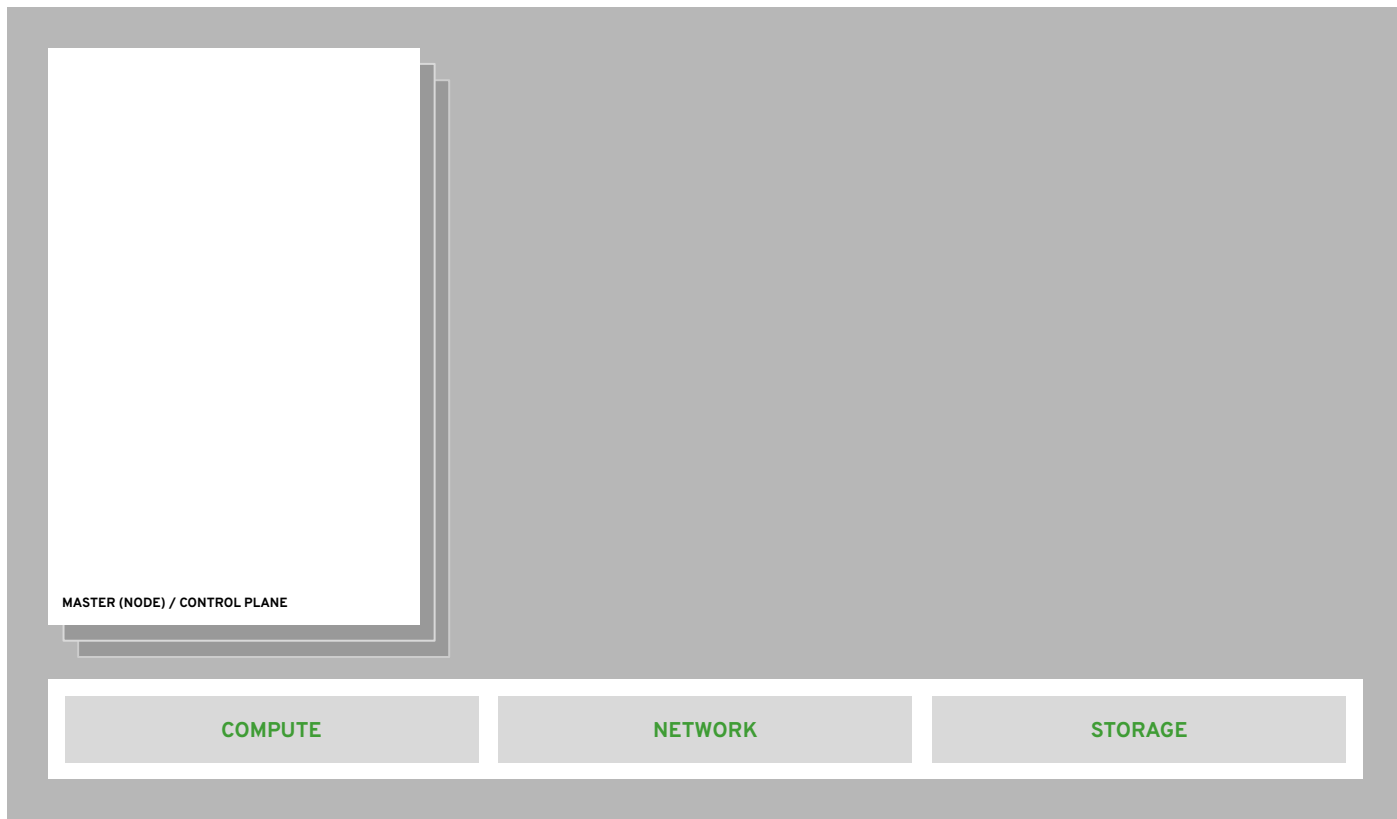 MASTER (NODE) / CONTROL PLANE
COMPUTE
NETWORK
STORAGE